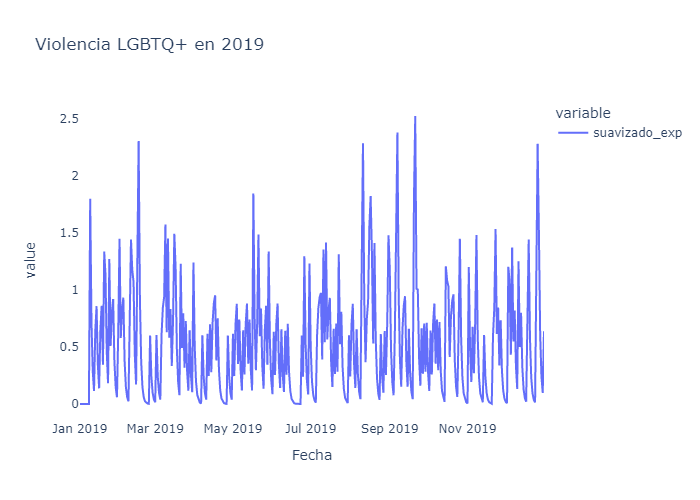 Violencia LGBTQ+ en 2019
variable
suavizado_exp
2.5
2
1.5
1
0.5
0
value
Jan 2019 Mar 2019 May 2019 Jul 2019 Sep 2019 Nov 2019
Fecha